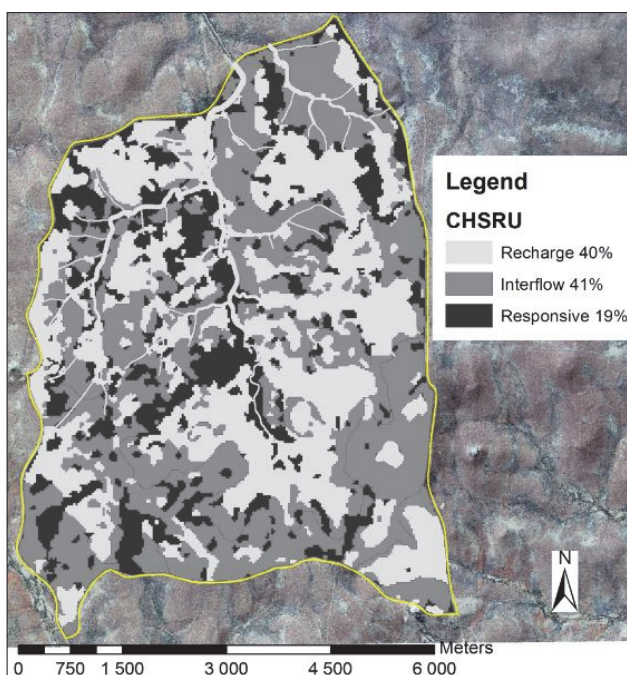 Legend
CHSRU
Recharge 40%
Interflow 41%
Responsive 19%
N
Meters
0 750 1 500 3 000 4 500 6 000